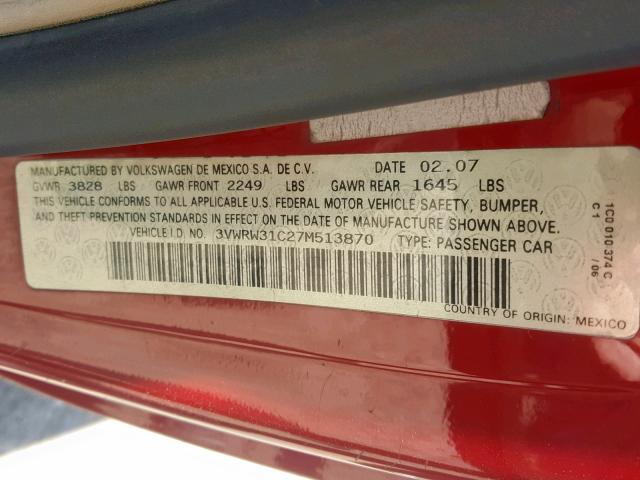 MANUFACTURED BY VOLKSWAGEN DE MEXICO S.A. DE C.V. DATE 02.07
GVWR 3828 LBS GAWR FRONT 2249 LBS GAWR REAR 1645 LBS
THIS VEHICLE CONFORMS TO ALL APPLICABLE U.S. FEDERAL MOTOR VEHICLE SAFETY, BUMPER,
AND THEFT PREVENTION STANDARDS IN EFFECT ON THE DATE OF MANUFACTURE SHOWN ABOVE.
VEHICLE I.D. NO. 3VWRW31C27M513870 TYPE: PASSENGER CAR
COUNTRY OF ORIGIN: MEXICO
1C0 010 374 C
C1 /06